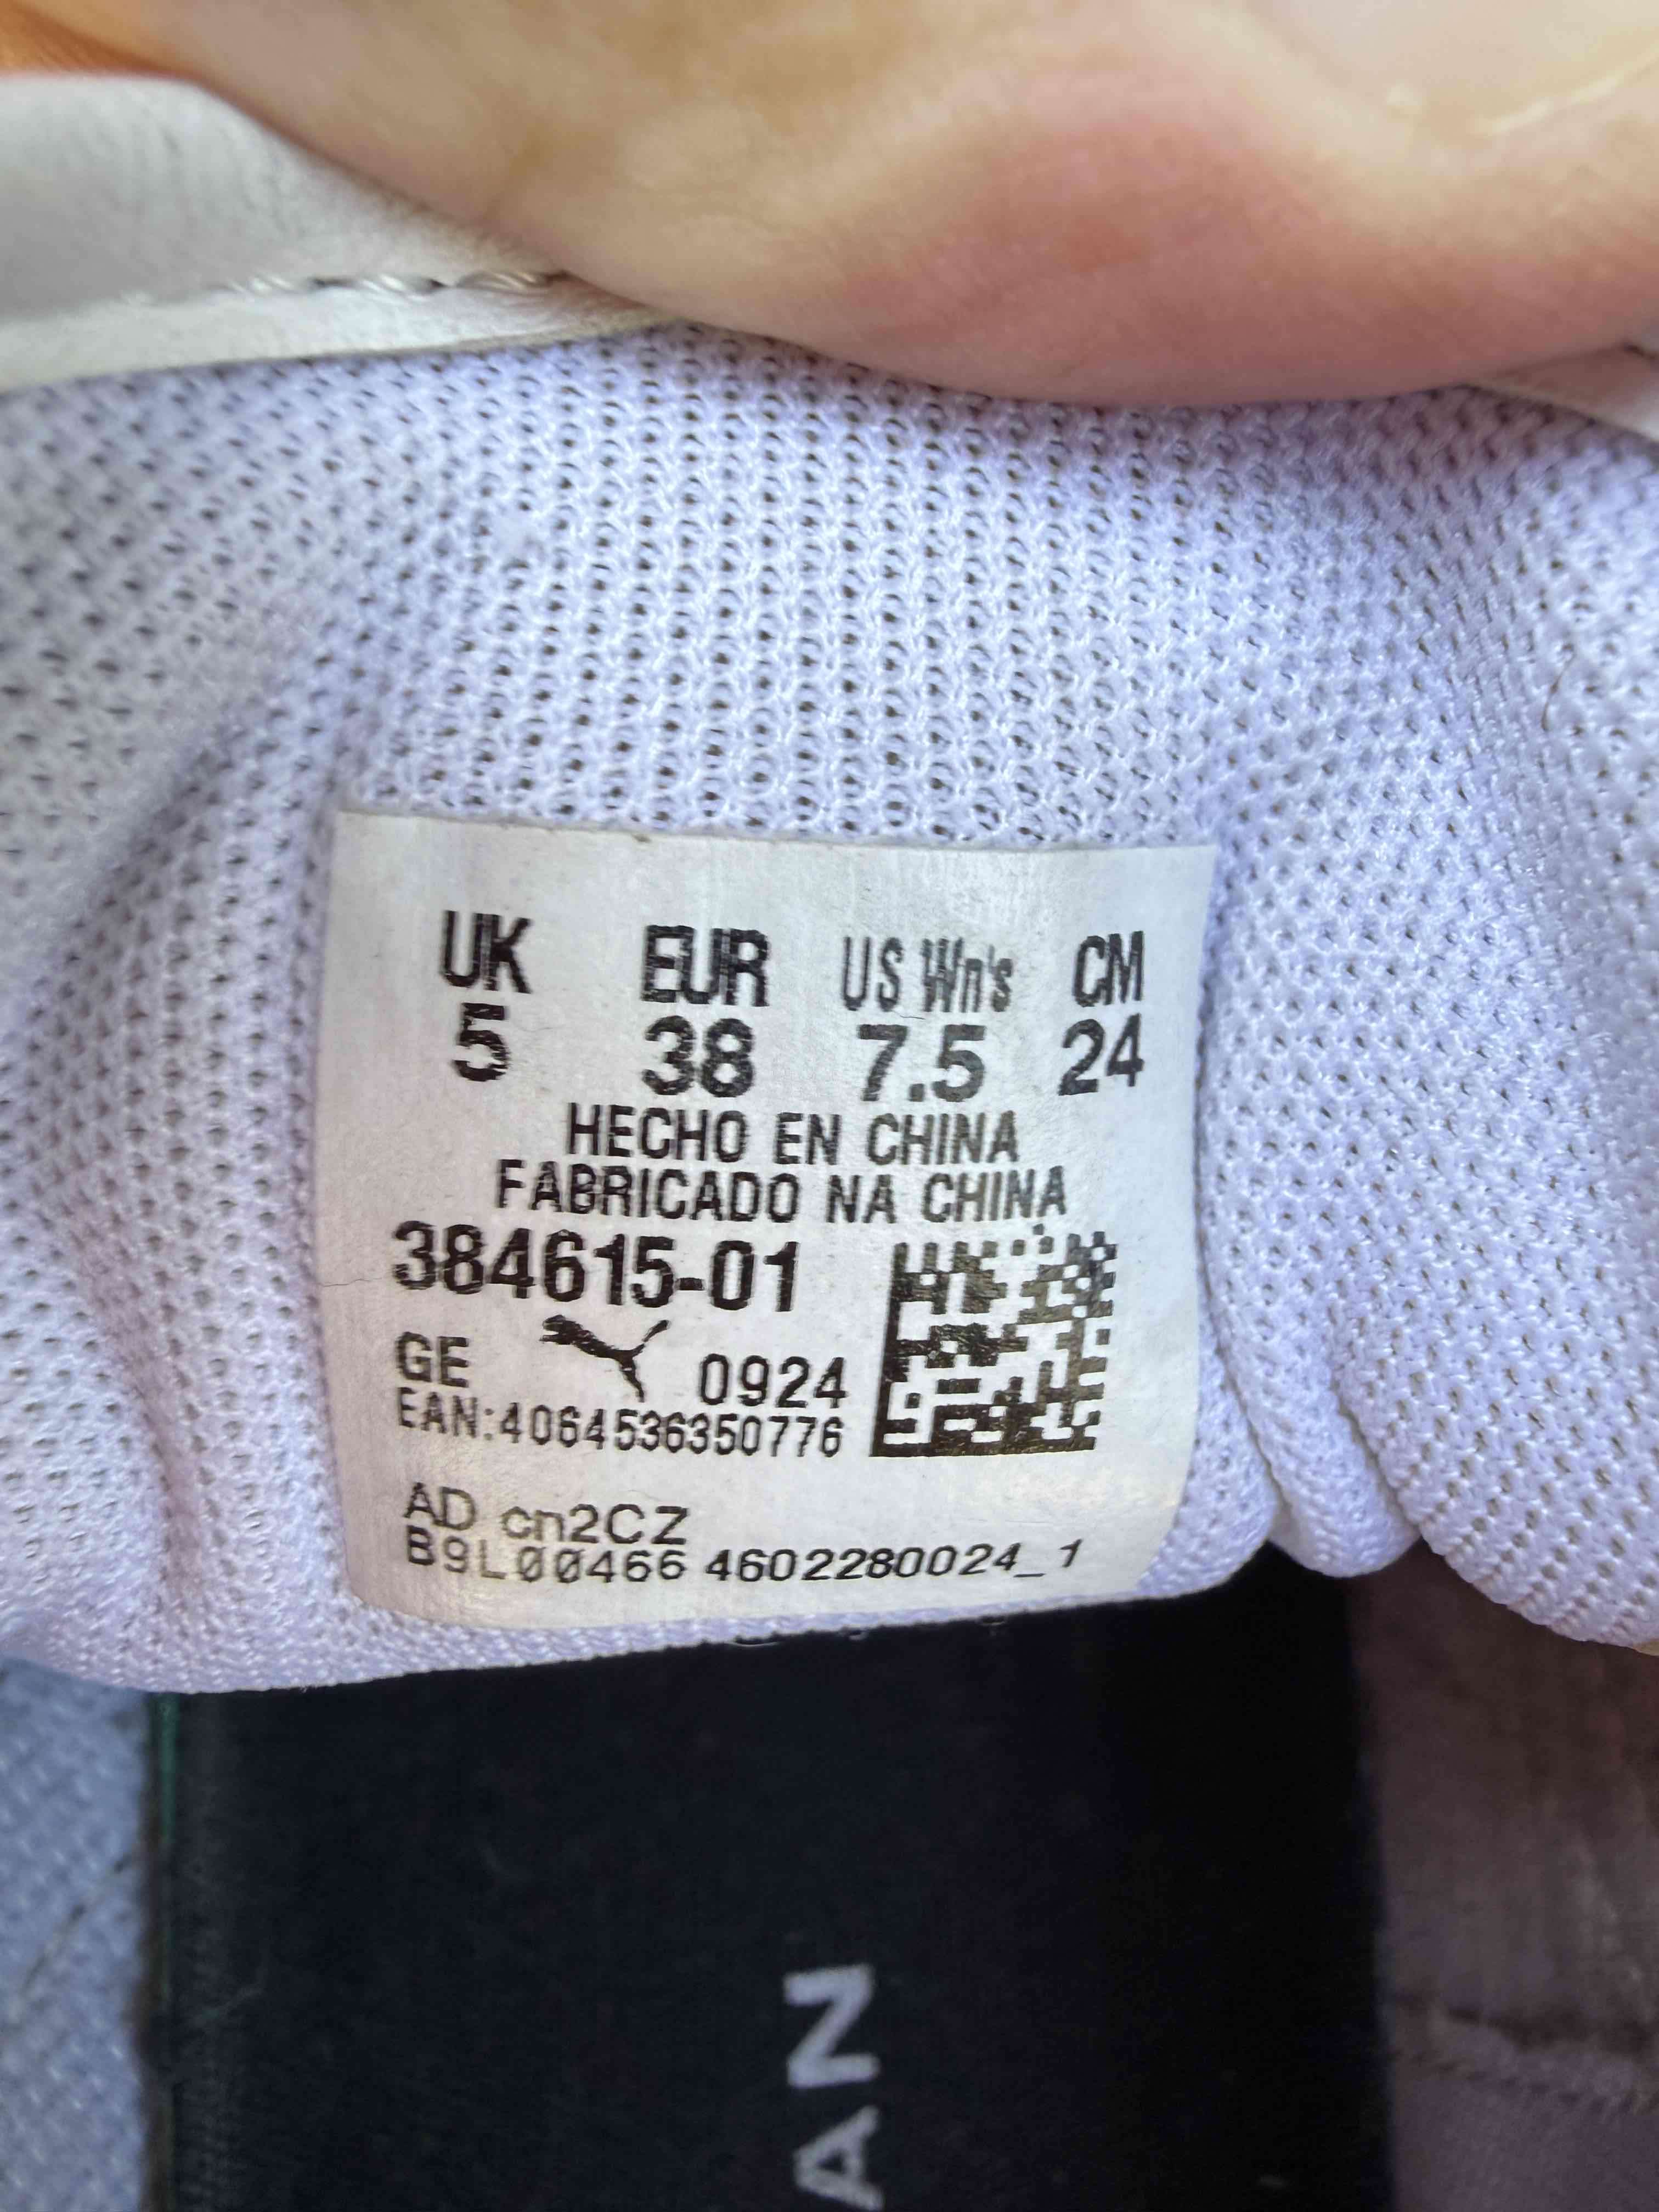 UK EUR US Wn's CM
5 38 7.5 24
HECHO EN CHINA
FABRICADO NA CHINA
384615-01
GE 0924
EAN:4064536350776
AD cn2CZ
B9L00466 4602280024_1
AN